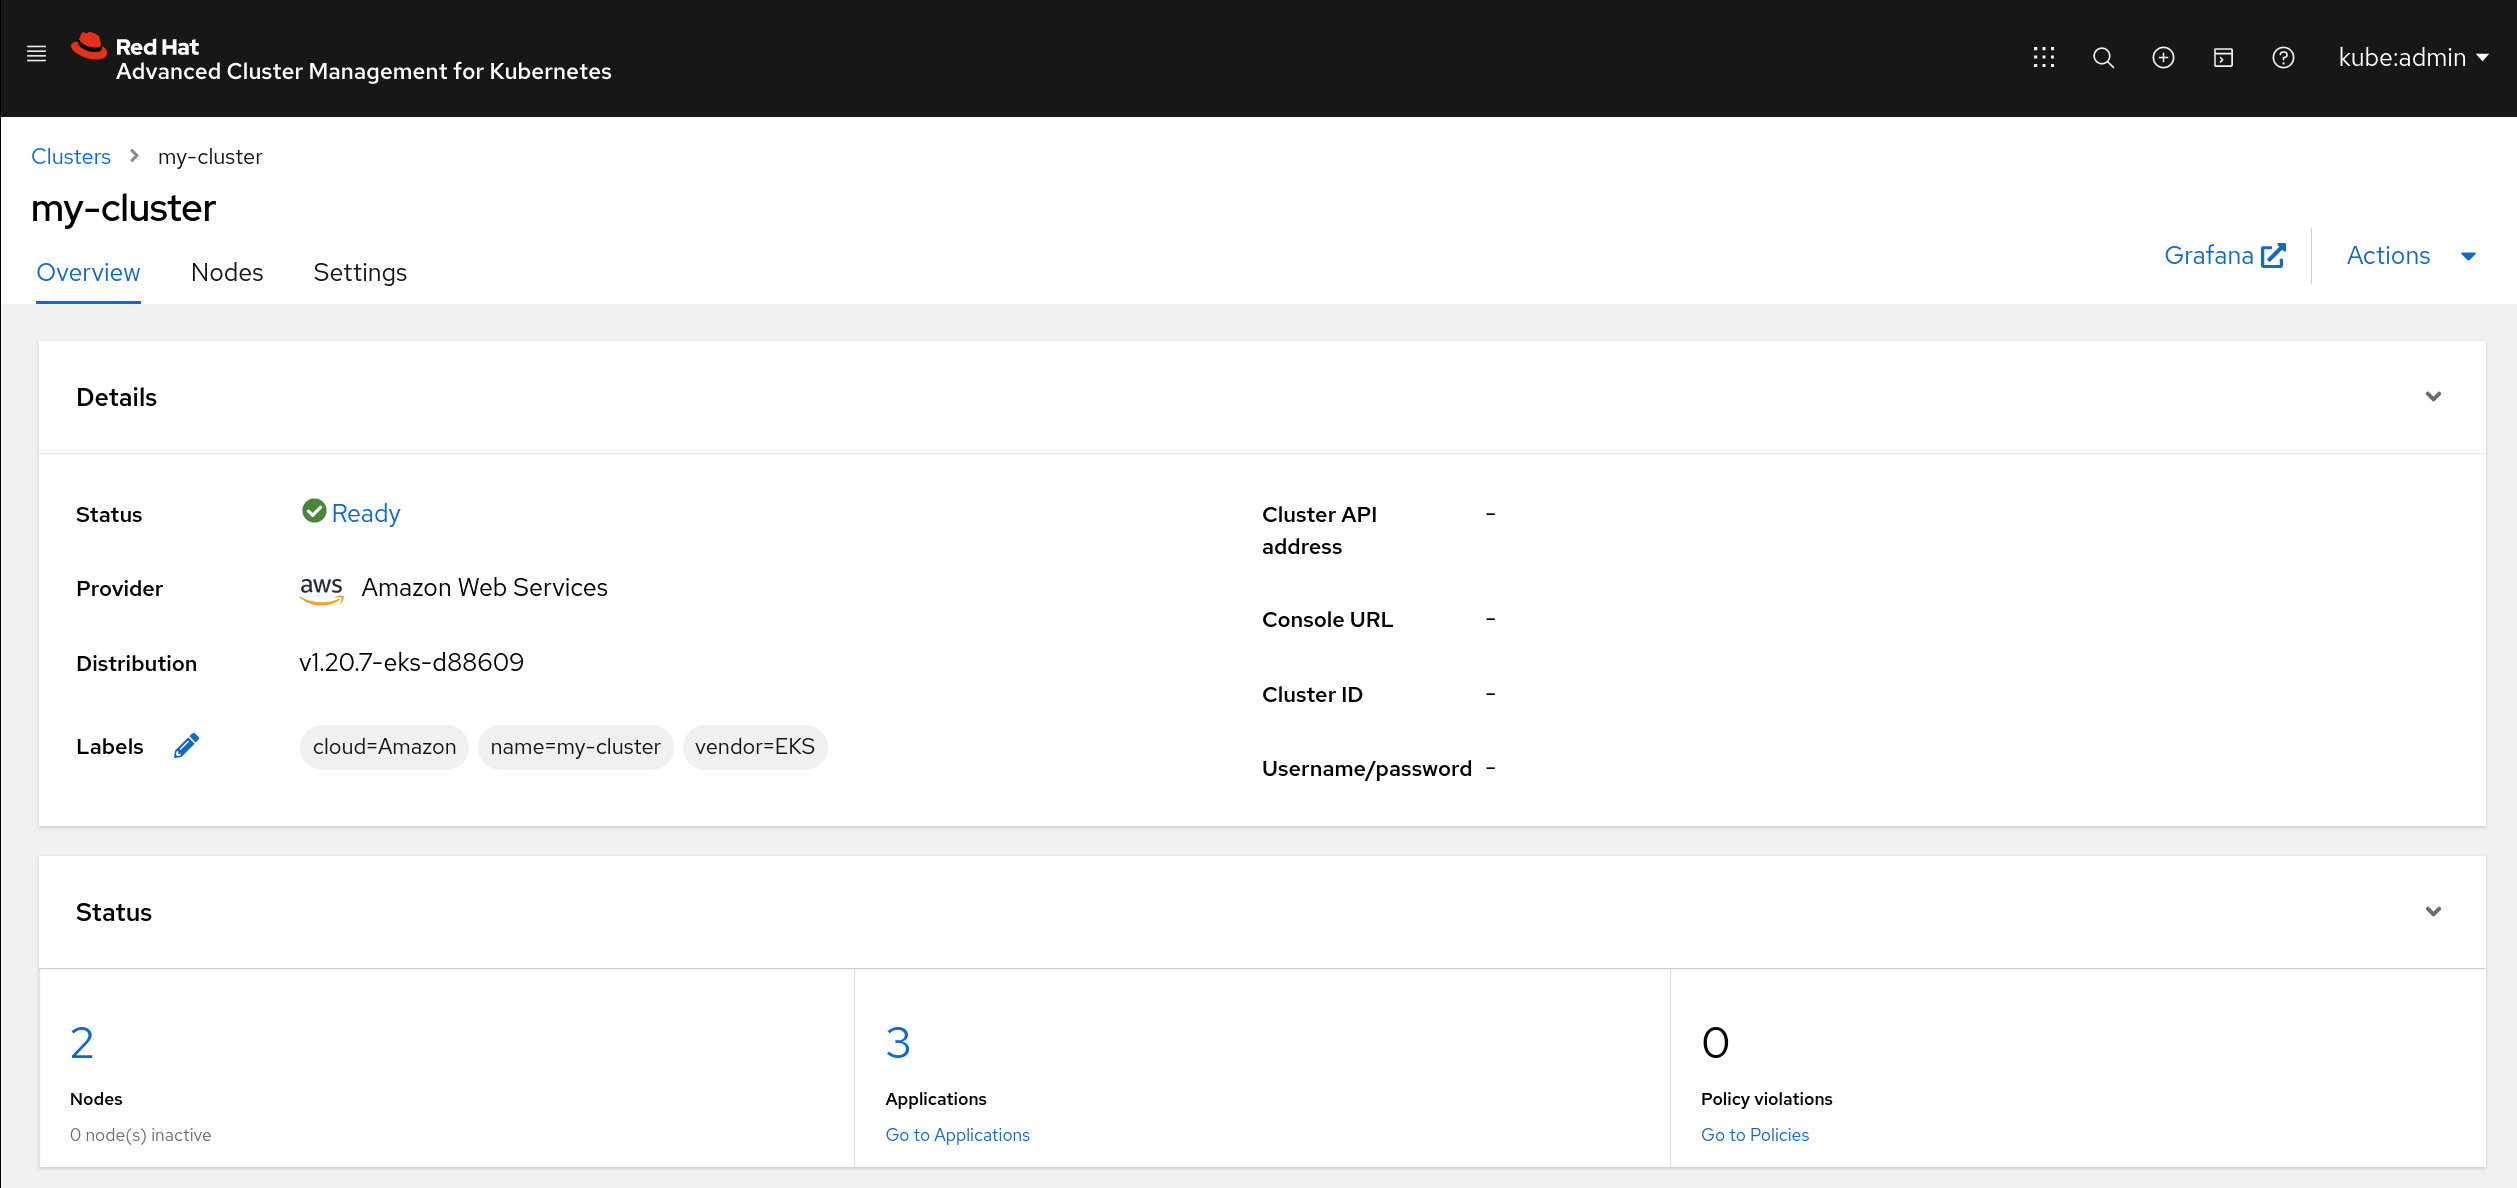 Red Hat
Advanced Cluster Management for Kubernetes
kube:admin
Clusters my-cluster
my-cluster
Overview Nodes Settings
Grafana Actions
Details
Status Ready
Cluster API address -
Provider aws Amazon Web Services
Console URL -
Distribution v1.20.7-eks-d88609
Cluster ID -
Labels cloud=Amazon name=my-cluster vendor=EKS
Username/password -
Status
2
Nodes
0 node(s) inactive
3
Applications
Go to Applications
0
Policy violations
Go to Policies